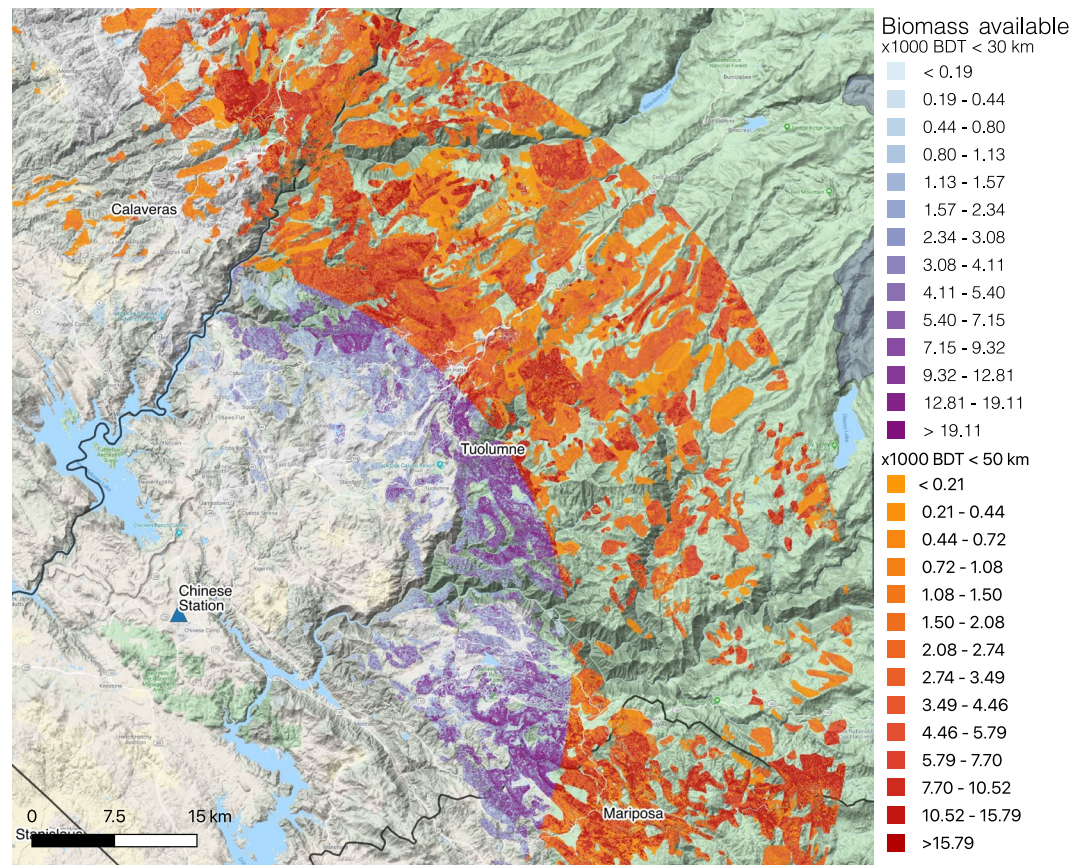 Biomass available
x1000 BDT < 30 km
< 0.19
0.19 - 0.44
0.44 - 0.80
0.80 - 1.13
1.13 - 1.57
1.57 - 2.34
2.34 - 3.08
3.08 - 4.11
4.11 - 5.40
5.40 - 7.15
7.15 - 9.32
9.32 - 12.81
12.81 - 19.11
> 19.11
x1000 BDT < 50 km
< 0.21
0.21 - 0.44
0.44 - 0.72
0.72 - 1.08
1.08 - 1.50
1.50 - 2.08
2.08 - 2.74
2.74 - 3.49
3.49 - 4.46
4.46 - 5.79
5.79 - 7.70
7.70 - 10.52
10.52 - 15.79
>15.79
Calaveras
Tuolumne
Tuolumne
Standard
Chinese
Station
Chinese Camp
Keystone
Mariposa
0 7.5 15 km
Stanislaus